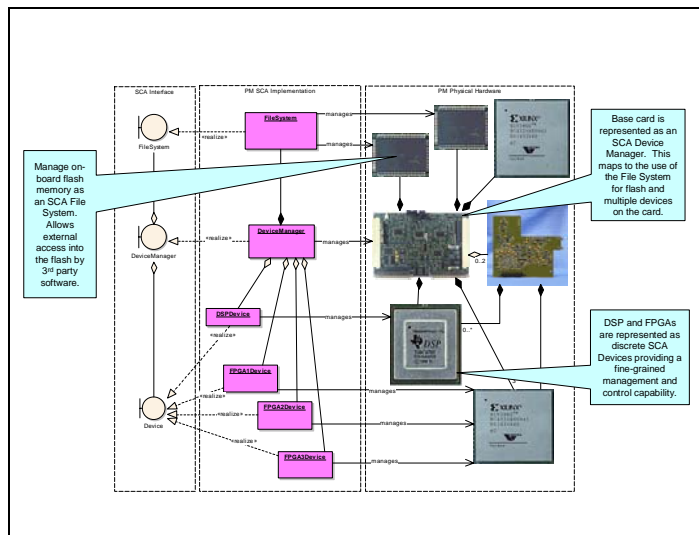 SCA Interface
PM SCA Implementation
PM Physical Hardware
FileSystem
«realize»
FileSystem
manages
manages
XILINX
Base card is
represented as an
SCA Device
Manager. This
maps to the use of
the File System
for flash and
multiple devices
on the card.
Manage on-
board flash
memory as
an SCA File
System.
Allows
external
access into
the flash by
3rd party
software.
DeviceManager
«realize»
DeviceManager
manages
0..2
DSPDevice
«realize»
manages
0..*
DSP
DSP and FPGAs
are represented as
discrete SCA
Devices providing a
fine-grained
management and
control capability.
FPGA1Device
«realize»
manages
Device
«realize»
FPGA2Device
manages
XILINX
«realize»
FPGA3Device
manages